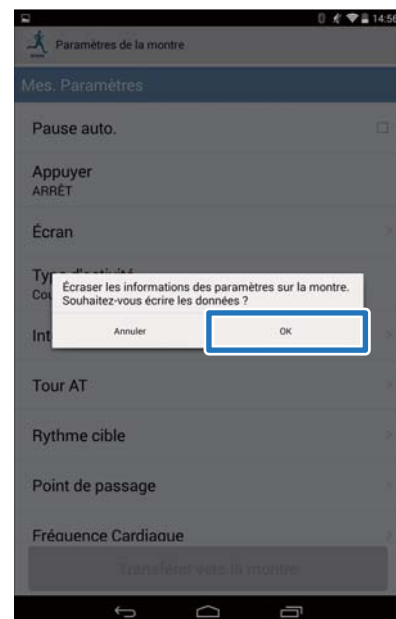 14:56
Paramètres de la montre
Mes. Paramètres
Pause auto.
Appuyer
ARRÊT
Écran
Type d'activité
Écraser les informations des paramètres sur la montre.
Souhaitez-vous écrire les données ?
Annuler
OK
Tour AT
Rythme cible
Point de passage
Fréquence Cardiaque
Transférer vers la montre